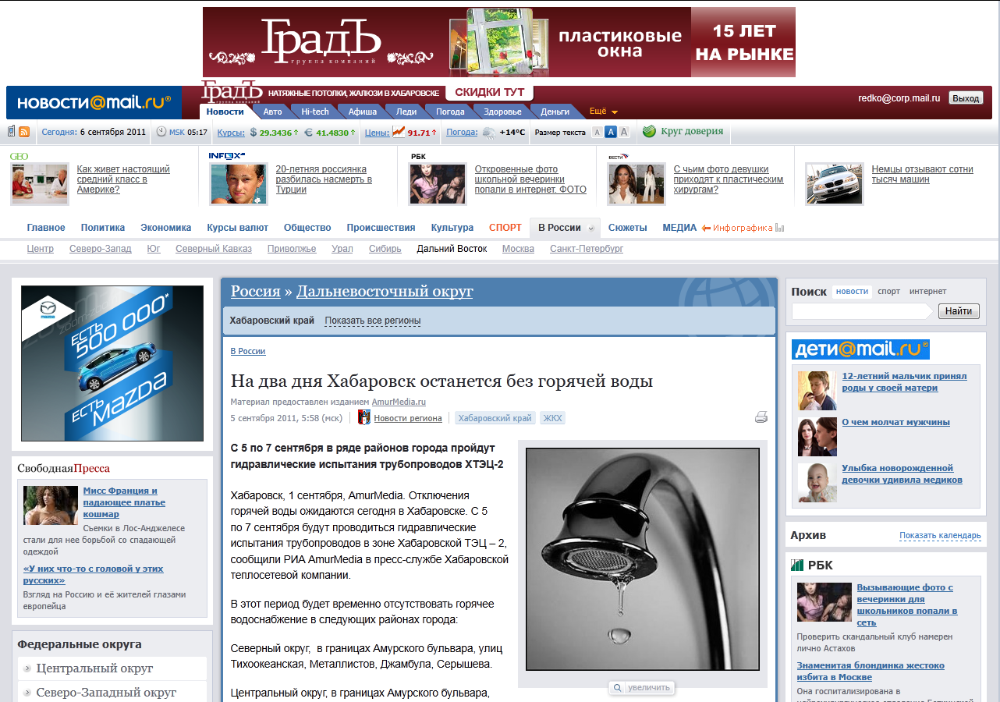 ГрадЪ
группа компаний
пластиковые
окна
15 ЛЕТ
НА РЫНКЕ
НОВОСТИ@mail.ru®
ГрадЪ
НАТЯЖНЫЕ ПОТОЛКИ, ЖАЛЮЗИ В ХАБАРОВСКЕ
СКИДКИ ТУТ
redko@corp.mail.ru
Выход
Новости
Авто
Hi-tech
Афиша
Леди
Погода
Здоровье
Деньги
Ещё
Сегодня: 6 сентября 2011
MSK 05:17
Курсы: $ 29.3436↑ € 41.4830↑
Цены: 91.71↑
Погода: +14°C
Размер текста A A A
Круг доверия
GEO
Как живет настоящий
средний класс в
Америке?
INFOX
20-летняя россиянка
разбилась насмерть в
Турции
РБК
Откровенные фото
школьной вечеринки
попали в интернет. ФОТО
ВЕСТИ
С чьим фото девушки
приходят к пластическим
хирургам?
Немцы отзывают сотни
тысяч машин
Главное Политика Экономика Курсы валют Общество Происшествия Культура СПОРТ В России Сюжеты МЕДИА Инфографика
Центр Северо-Запад Юг Северный Кавказ Приволжье Урал Сибирь Дальний Восток Москва Санкт-Петербург
zoomzoom
mazda
ЕСТЬ
500 000*
ЕСТЬ
mazda
СвободнаяПресса
Мисс Франция и
падающее платье
кошмар
Съемки в Лос-Анджелесе
стали для нее борьбой со спадающей
одеждой
«У них что-то с головой у этих
русских»
Взгляд на Россию и её жителей глазами
европейца
Федеральные округа
Центральный округ
Северо-Западный округ
Россия » Дальневосточный округ
Хабаровский край Показать все регионы
В России
На два дня Хабаровск останется без горячей воды
Материал предоставлен изданием AmurMedia.ru
5 сентября 2011, 5:58 (мск) Новости региона Хабаровский край ЖКХ
С 5 по 7 сентября в ряде районов города пройдут
гидравлические испытания трубопроводов ХТЭЦ-2
Хабаровск, 1 сентября, AmurMedia. Отключения
горячей воды ожидаются сегодня в Хабаровске. С 5
по 7 сентября будут проводиться гидравлические
испытания трубопроводов в зоне Хабаровской ТЭЦ – 2,
сообщили РИА AmurMedia в пресс-службе Хабаровской
теплосетевой компании.
В этот период будет временно отсутствовать горячее
водоснабжение в следующих районах города:
Северный округ, в границах Амурского бульвара, улиц
Тихоокеанская, Металлистов, Джамбула, Серышева.
Центральный округ, в границах Амурского бульвара,
увеличить
Поиск новости спорт интернет
Найти
дети@mail.ru®
12-летний мальчик принял
роды у своей матери
О чем молчат мужчины
Улыбка новорожденной
девочки удивила медиков
Архив Показать календарь
РБК
Вызывающие фото с
вечеринки для
школьников попали в
сеть
Проверить скандальный клуб намерен
лично Астахов
Знаменитая блондинка жестоко
избита в Москве
Она госпитализирована в